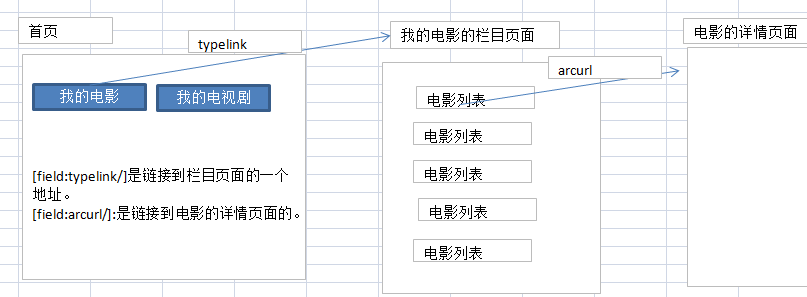 首页
typelink
我的电影的栏目页面
电影的详情页面
arcurl
我的电影
我的电视剧
电影列表
电影列表
电影列表
电影列表
电影列表
[field:typelink/]是链接到栏目页面的一个
地址。
[field:arcurl/]:是链接到电影的详情页面的。